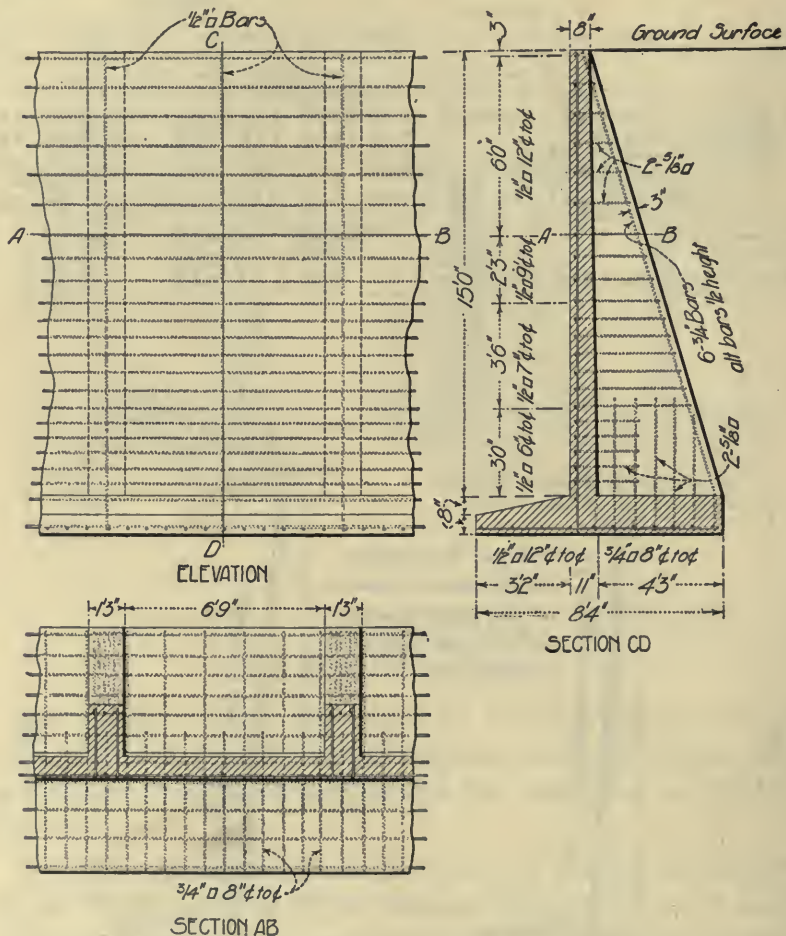 ½"□ Bars
C
A
B
D
ELEVATION
3"
8"
Ground Surface
15'0"
6'0"
½"□ 12"¢to¢
2'3"
½"□ 9"¢to¢
3'6"
½"□ 7"¢to¢
3'0"
½"□ 6"¢to¢
2-5/16"□
3"
A
B
6-¾" Bars
alt bars ½ height
2-5/16"□
½"□ 12"¢to¢
¾"□ 8"¢to¢
3'2"
11"
4'3"
8'4"
SECTION CD
1'3"
6'9"
1'3"
¾"□ 8"¢to¢
SECTION AB